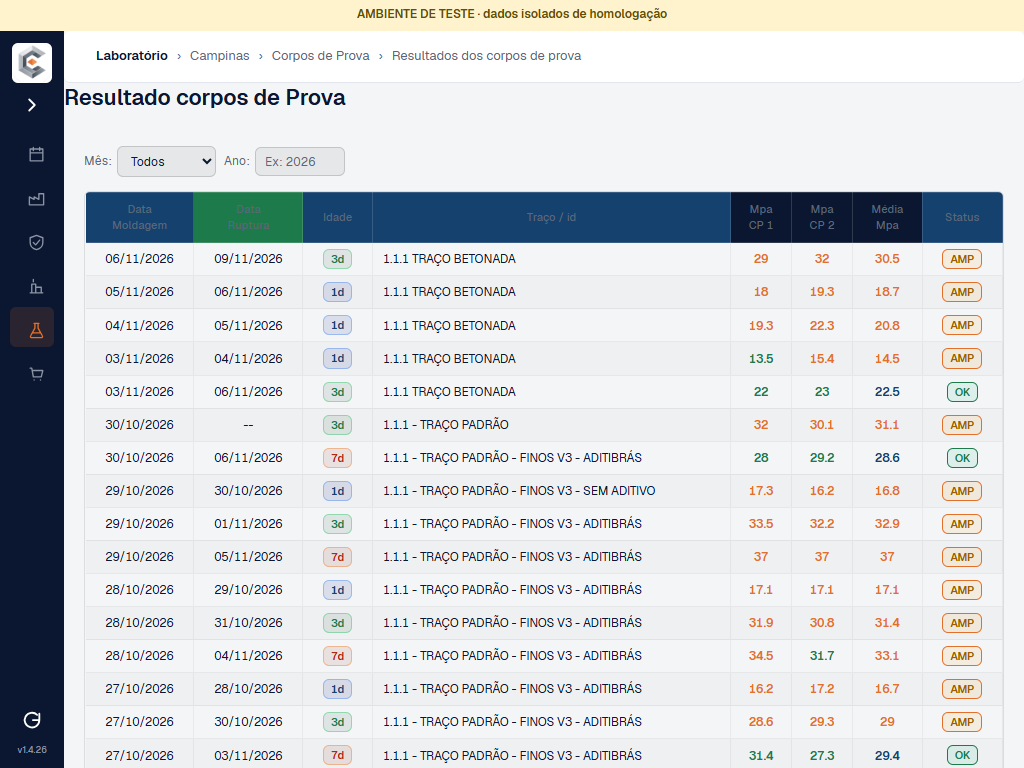 AMBIENTE DE TESTE · dados isolados de homologação
Laboratório › Campinas › Corpos de Prova › Resultados dos corpos de prova
Resultado corpos de Prova
Mês: Todos Ano: Ex: 2026
Data Moldagem Data Ruptura Idade Traço / id Mpa CP 1 Mpa CP 2 Média Mpa Status
06/11/2026 09/11/2026 3d 1.1.1 TRAÇO BETONADA 29 32 30.5 AMP
05/11/2026 06/11/2026 1d 1.1.1 TRAÇO BETONADA 18 19.3 18.7 AMP
04/11/2026 05/11/2026 1d 1.1.1 TRAÇO BETONADA 19.3 22.3 20.8 AMP
03/11/2026 04/11/2026 1d 1.1.1 TRAÇO BETONADA 13.5 15.4 14.5 AMP
03/11/2026 06/11/2026 3d 1.1.1 TRAÇO BETONADA 22 23 22.5 OK
30/10/2026 -- 3d 1.1.1 - TRAÇO PADRÃO 32 30.1 31.1 AMP
30/10/2026 06/11/2026 7d 1.1.1 - TRAÇO PADRÃO - FINOS V3 - ADITIBRÁS 28 29.2 28.6 OK
29/10/2026 30/10/2026 1d 1.1.1 - TRAÇO PADRÃO - FINOS V3 - SEM ADITIVO 17.3 16.2 16.8 AMP
29/10/2026 01/11/2026 3d 1.1.1 - TRAÇO PADRÃO - FINOS V3 - ADITIBRÁS 33.5 32.2 32.9 AMP
29/10/2026 05/11/2026 7d 1.1.1 - TRAÇO PADRÃO - FINOS V3 - ADITIBRÁS 37 37 37 AMP
28/10/2026 29/10/2026 1d 1.1.1 - TRAÇO PADRÃO - FINOS V3 - ADITIBRÁS 17.1 17.1 17.1 AMP
28/10/2026 31/10/2026 3d 1.1.1 - TRAÇO PADRÃO - FINOS V3 - ADITIBRÁS 31.9 30.8 31.4 AMP
28/10/2026 04/11/2026 7d 1.1.1 - TRAÇO PADRÃO - FINOS V3 - ADITIBRÁS 34.5 31.7 33.1 AMP
27/10/2026 28/10/2026 1d 1.1.1 - TRAÇO PADRÃO - FINOS V3 - ADITIBRÁS 16.2 17.2 16.7 AMP
27/10/2026 30/10/2026 3d 1.1.1 - TRAÇO PADRÃO - FINOS V3 - ADITIBRÁS 28.6 29.3 29 AMP
27/10/2026 03/11/2026 7d 1.1.1 - TRAÇO PADRÃO - FINOS V3 - ADITIBRÁS 31.4 27.3 29.4 OK
v1.4.26